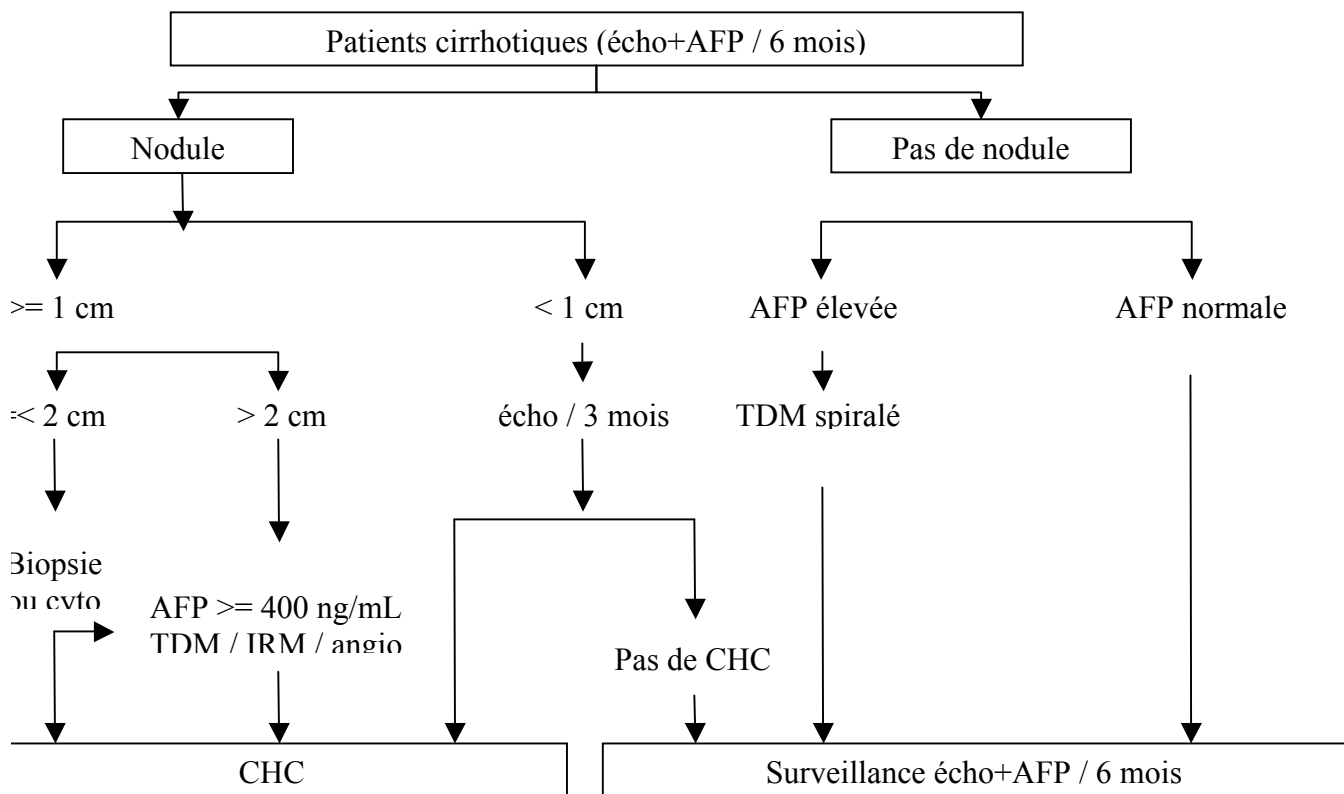 Patients cirrhotiques (écho+AFP / 6 mois)
Nodule
Pas de nodule
>= 1 cm
< 1 cm
AFP élevée
AFP normale
=< 2 cm
> 2 cm
écho / 3 mois
TDM spiralé
Biopsie
ou cyto
AFP >= 400 ng/mL
TDM / IRM / angio
Pas de CHC
CHC
Surveillance écho+AFP / 6 mois